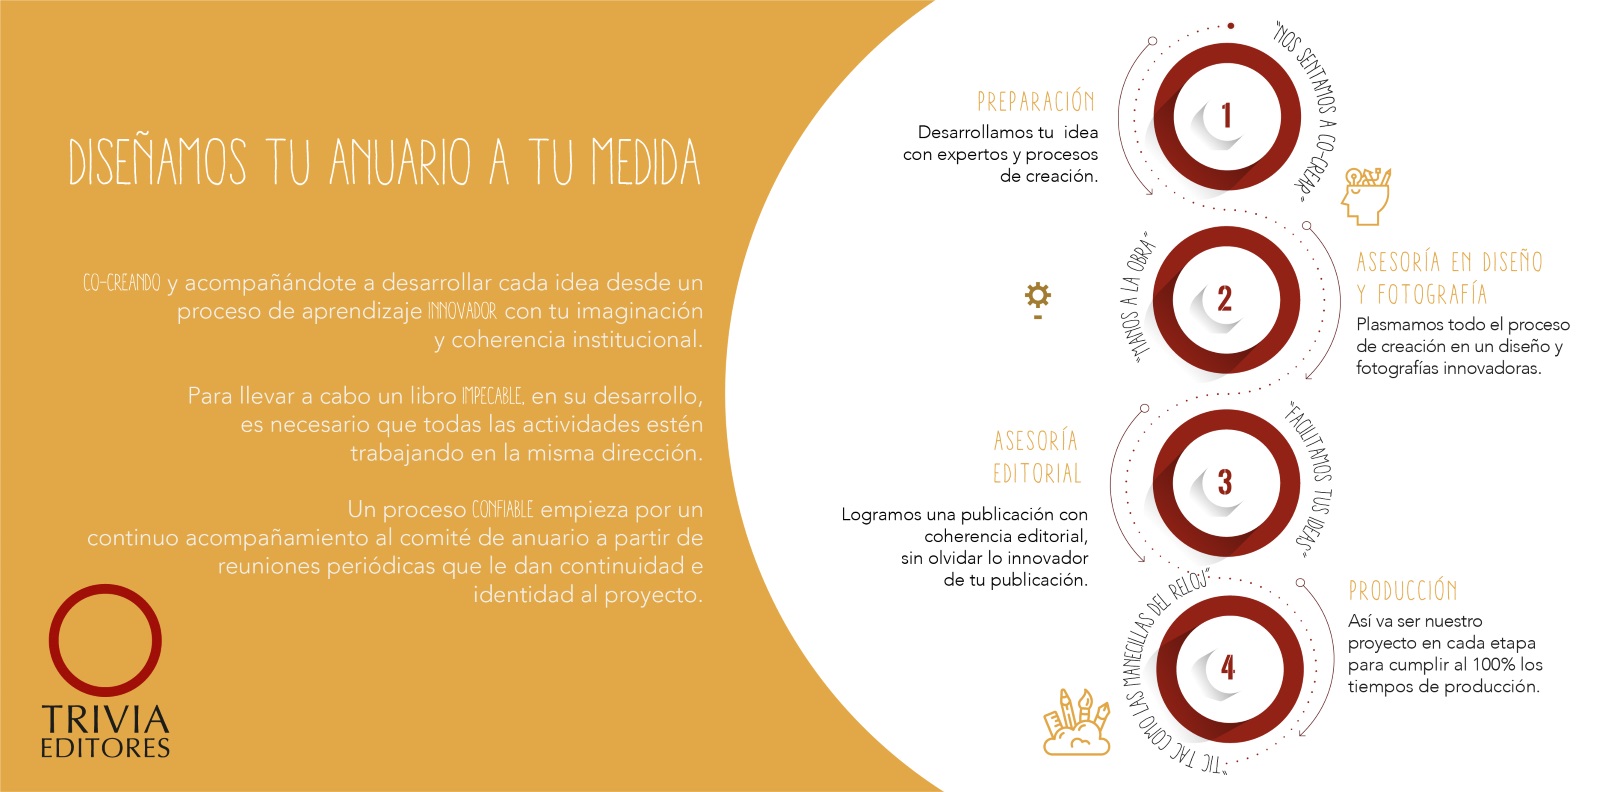 DISEÑAMOS TU ANUARIO A TU MEDIDA
CO-CREANDO y acompañándote a desarrollar cada idea desde un
proceso de aprendizaje INNOVADOR con tu imaginación
y coherencia institucional.
Para llevar a cabo un libro IMPECABLE, en su desarrollo,
es necesario que todas las actividades estén
trabajando en la misma dirección.
Un proceso CONFIABLE empieza por un
continuo acompañamiento al comité de anuario a partir de
reuniones periódicas que le dan continuidad e
identidad al proyecto.
TRIVIA
EDITORES
PREPARACIÓN
Desarrollamos tu idea
con expertos y procesos
de creación.
1
"NOS SENTAMOS A CO-CREAR"
"MANOS A LA OBRA"
2
ASESORÍA EN DISEÑO
Y FOTOGRAFÍA
Plasmamos todo el proceso
de creación en un diseño y
fotografías innovadoras.
ASESORÍA
EDITORIAL
Logramos una publicación con
coherencia editorial,
sin olvidar lo innovador
de tu publicación.
3
"FACILITAMOS TUS IDEAS"
"TIC TAC COMO LAS MANECILLAS DEL RELOJ"
4
PRODUCCIÓN
Así va ser nuestro
proyecto en cada etapa
para cumplir al 100% los
tiempos de producción.